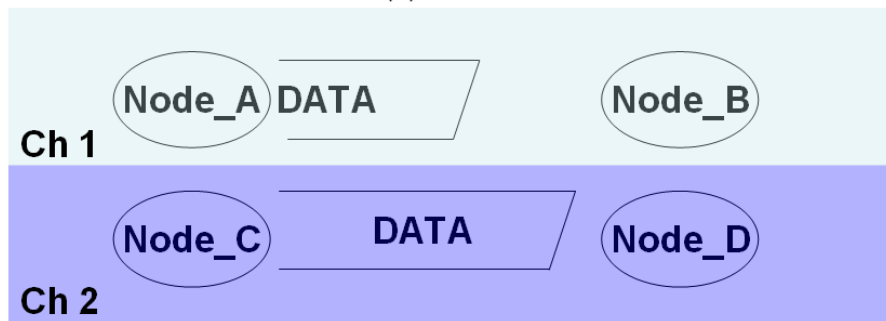 Node_A DATA Node_B
Ch 1
Node_C DATA Node_D
Ch 2